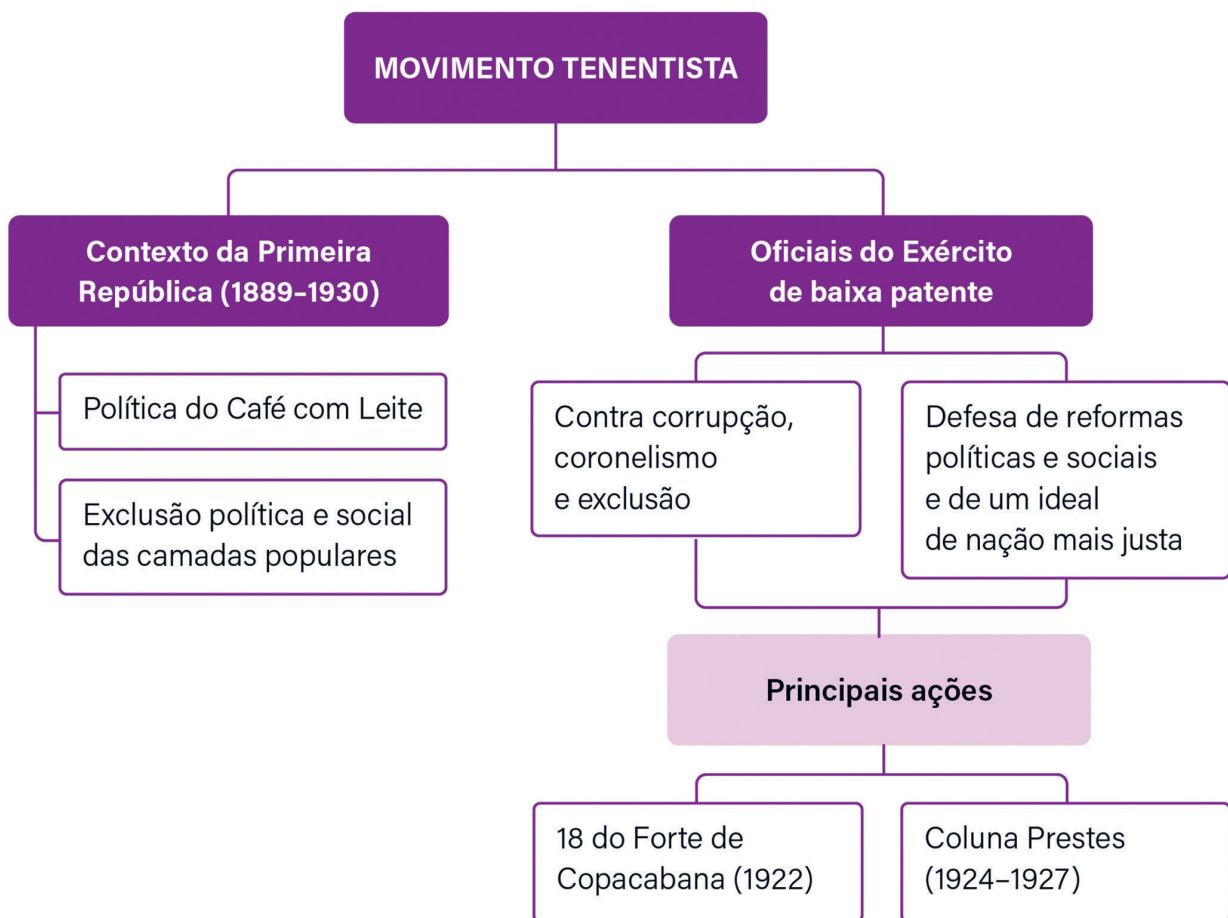 MOVIMENTO TENENTISTA
Contexto da Primeira
República (1889–1930)
Política do Café com Leite
Exclusão política e social
das camadas populares
Oficiais do Exército
de baixa patente
Contra corrupção,
coronelismo
e exclusão
Defesa de reformas
políticas e sociais
e de um ideal
de nação mais justa
Principais ações
18 do Forte de
Copacabana (1922)
Coluna Prestes
(1924–1927)